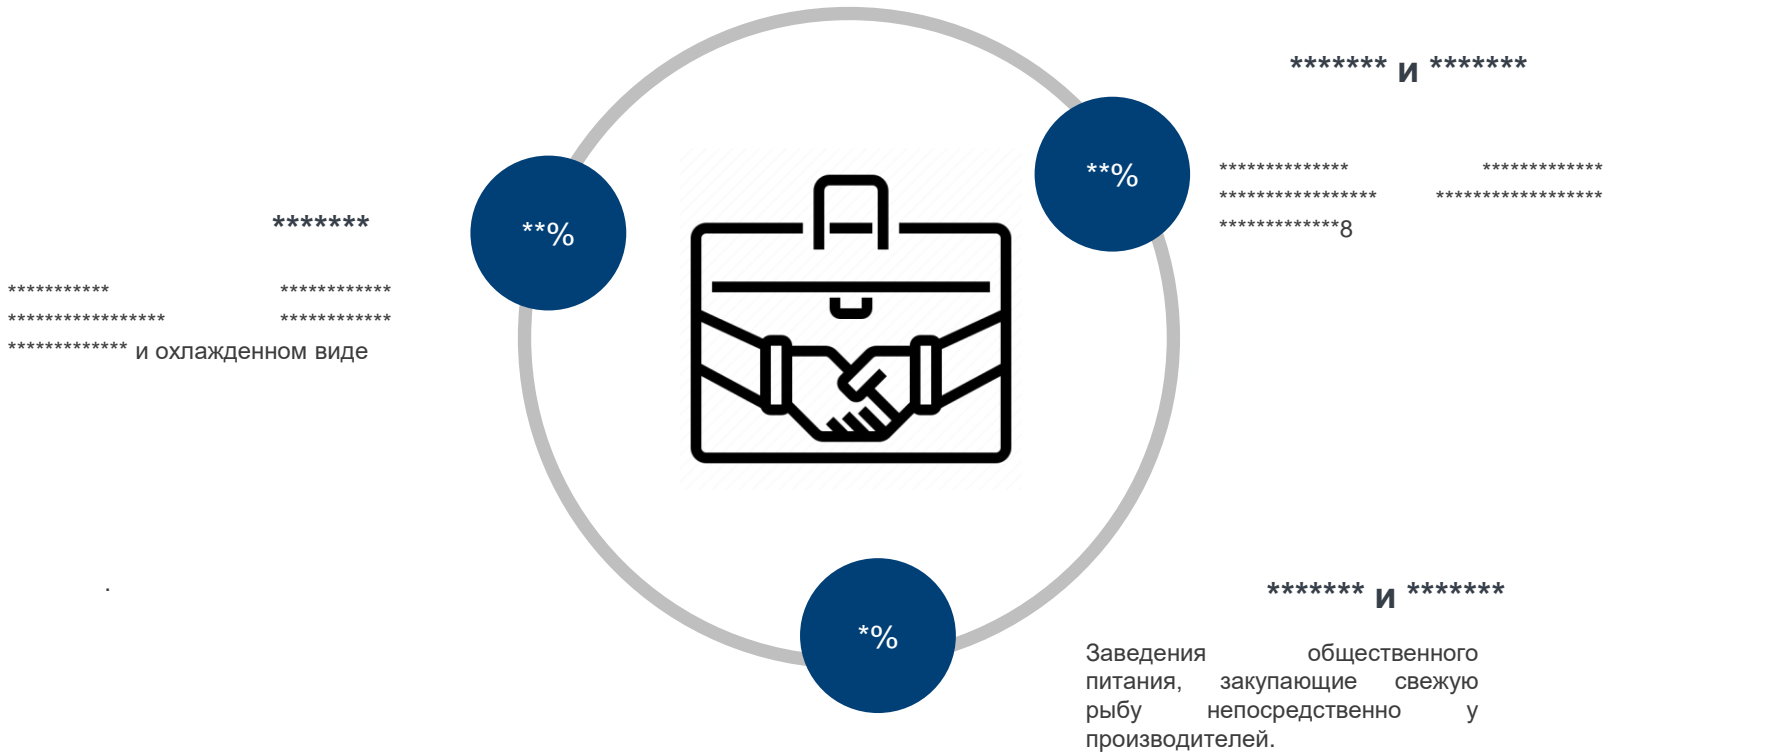 ******* и *******
**%
************** *************
***************** ******************
*************8
*******
**%
*********** ************
***************** ************
************* и охлажденном виде
.
******* и *******
*%
Заведения общественного
питания, закупающие свежую
рыбу непосредственно у
производителей.